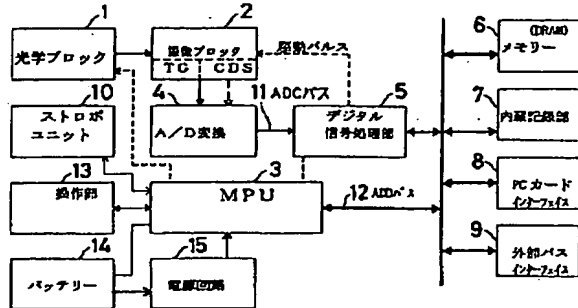 1
光学ブロック
2
撮像ブロック
TG CDS
駆動パルス
6
(DRAM)
メモリー
10
ストロボ
ユニット
4
A/D変換
11 ADCバス
5
デジタル
信号処理部
7
内蔵記録部
13
操作部
3
MPU
12 ADDバス
8
PCカード
インターフェイス
14
バッテリー
15
電源回路
9
外部バス
インターフェイス